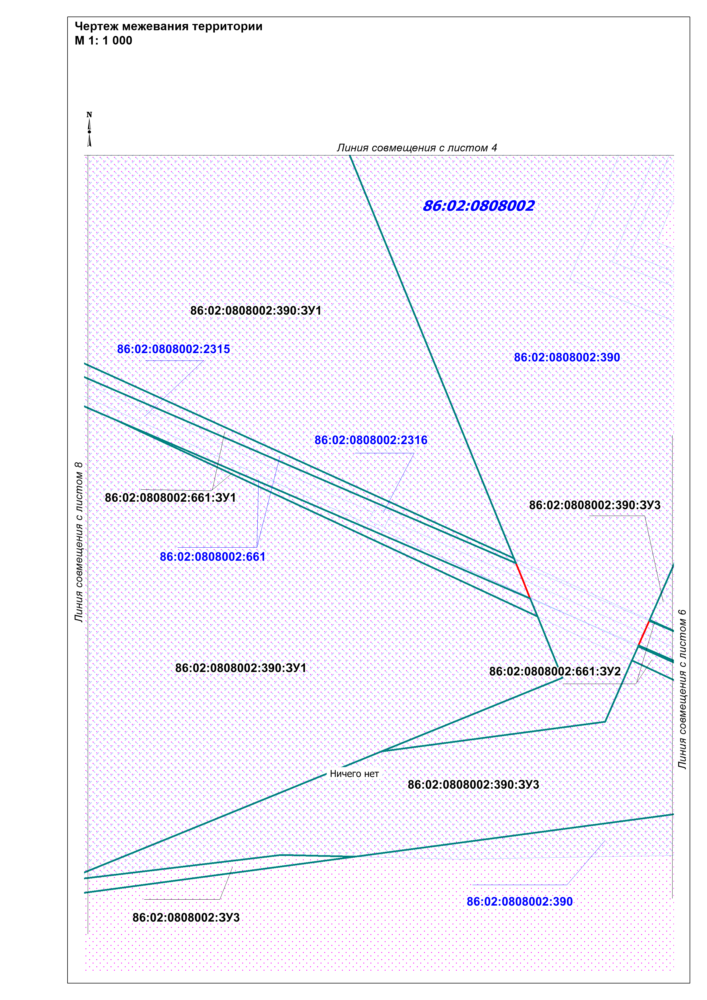 Чертеж межевания территории
М 1: 1 000
N
Линия совмещения с листом 4
86:02:0808002
86:02:0808002:390:ЗУ1
86:02:0808002:2315
86:02:0808002:390
86:02:0808002:2316
Линия совмещения с листом 8
86:02:0808002:661:ЗУ1
86:02:0808002:390:ЗУ3
86:02:0808002:661
Линия совмещения с листом 6
86:02:0808002:390:ЗУ1
86:02:0808002:661:ЗУ2
Ничего нет
86:02:0808002:390:ЗУ3
86:02:0808002:390
86:02:0808002:ЗУ3